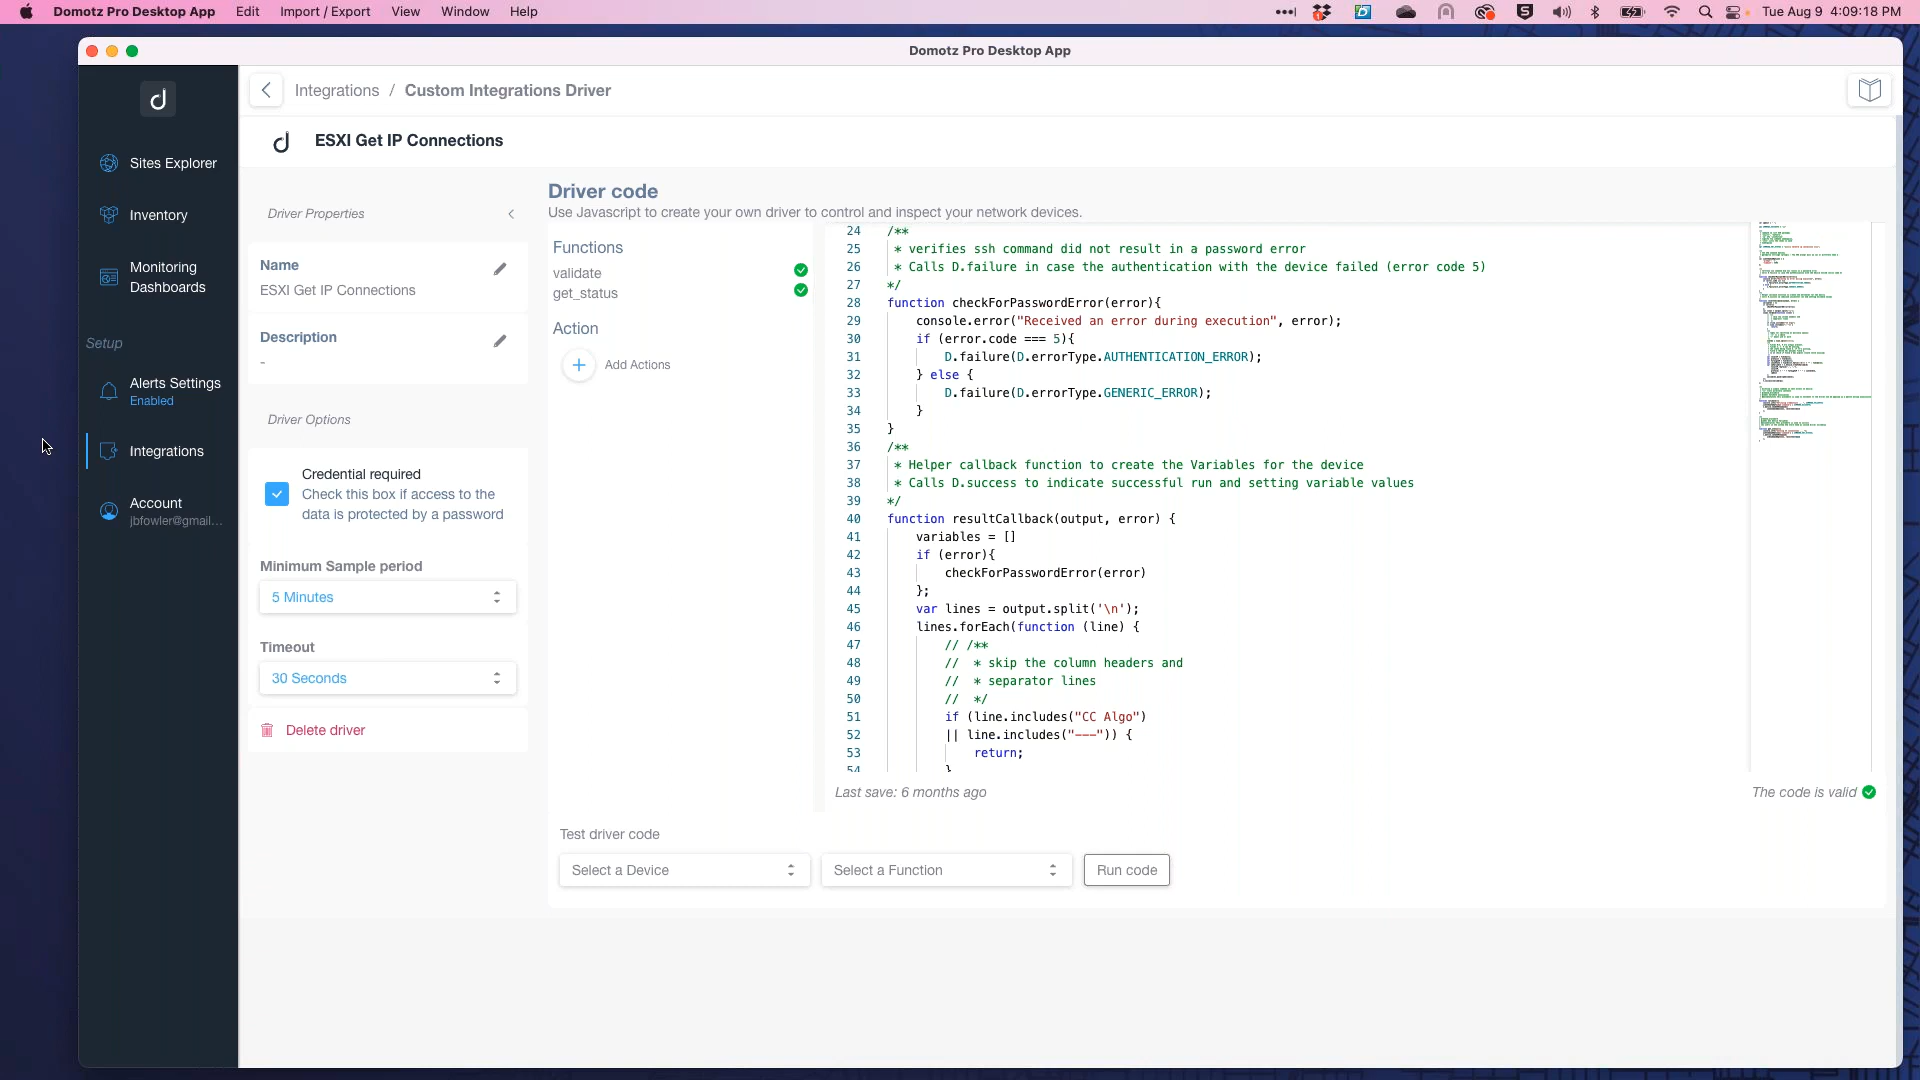 Domotz Pro Desktop App Edit Import / Export View Window Help Tue Aug 9 4:09:18 PM
Domotz Pro Desktop App
Integrations / Custom Integrations Driver
ESXI Get IP Connections
Sites Explorer
Inventory
Monitoring
Dashboards
Setup
Alerts Settings
Enabled
Integrations
Account
jbfowler@gmail...
Driver Properties
Name
ESXI Get IP Connections
Description
-
Driver Options
Credential required
Check this box if access to the
data is protected by a password
Minimum Sample period
5 Minutes
Timeout
30 Seconds
Delete driver
Driver code
Use Javascript to create your own driver to control and inspect your network devices.
Functions
validate
get_status
Action
Add Actions
24 /**
25 * verifies ssh command did not result in a password error
26 * Calls D.failure in case the authentication with the device failed (error code 5)
27 */
28 function checkForPasswordError(error){
29 console.error("Received an error during execution", error);
30 if (error.code === 5){
31 D.failure(D.errorType.AUTHENTICATION_ERROR);
32 } else {
33 D.failure(D.errorType.GENERIC_ERROR);
34 }
35 }
36 /**
37 * Helper callback function to create the Variables for the device
38 * Calls D.success to indicate successful run and setting variable values
39 */
40 function resultCallback(output, error) {
41 variables = []
42 if (error){
43 checkForPasswordError(error)
44 };
45 var lines = output.split('\n');
46 lines.forEach(function (line) {
47 // /**
48 // * skip the column headers and
49 // * separator lines
50 // */
51 if (line.includes("CC Algo")
52 || line.includes("---")) {
53 return;
54 }
Last save: 6 months ago
The code is valid
Test driver code
Select a Device
Select a Function
Run code